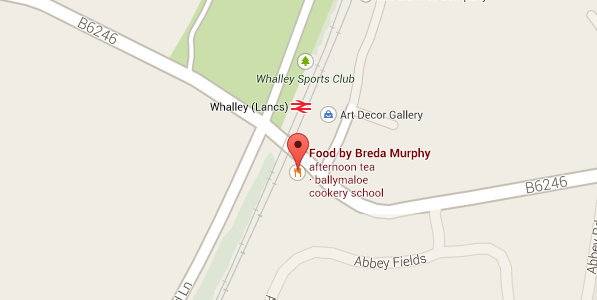 B6246
Whalley Sports Club
Whalley (Lancs)
Art Decor Gallery
Food by Breda Murphy
afternoon tea
· ballymaloe
cookery school
B6246
Abbey Fields
Ln